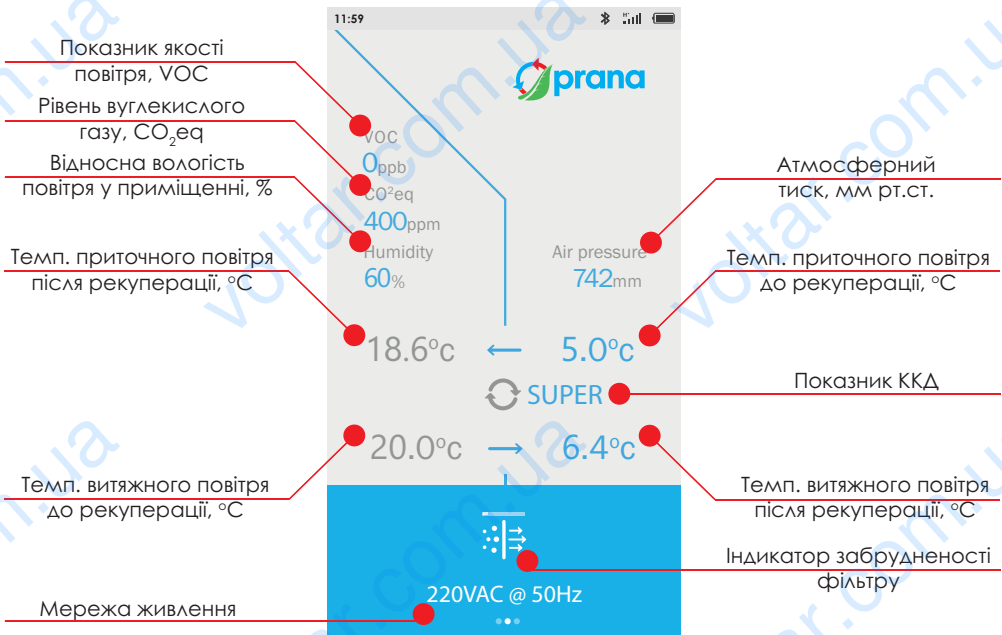 11:59
prana
Показник якості
повітря, VOC
Рівень вуглекислого
газу, CO₂eq
Відносна вологість
повітря у приміщенні, %
Темп. приточного повітря
після рекуперації, °C
Темп. витяжного повітря
до рекуперації, °C
Мережа живлення
VOC
0ppb
CO²eq
400ppm
Humidity
60%
Air pressure
742mm
18.6°c ← 5.0°c
SUPER
20.0°c → 6.4°c
220VAC @ 50Hz
Атмосферний
тиск, мм рт.ст.
Темп. приточного повітря
до рекуперації, °C
Показник ККД
Темп. витяжного повітря
після рекуперації, °C
Індикатор забрудненості
фільтру
voltar.com.ua